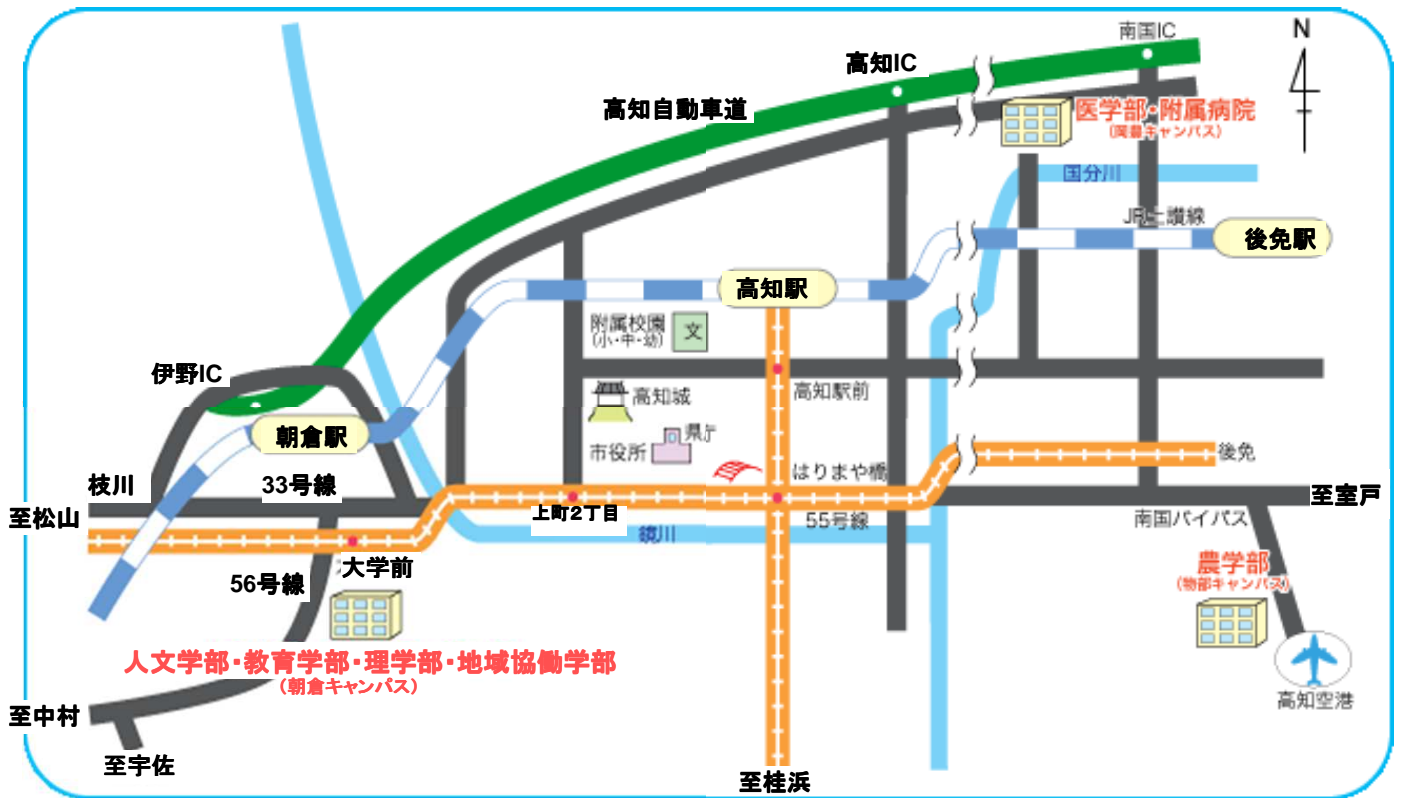 南国IC
N
高知IC
高知自動車道
医学部・附属病院
(岡豊キャンパス)
国分川
JR土讃線
後免駅
高知駅
附属校園
(小・中・幼)
文
伊野IC
高知城
高知駅前
朝倉駅
県庁
市役所
後免
はりまや橋
枝川
33号線
至室戸
至松山
上町2丁目
55号線
南国バイパス
鏡川
大学前
56号線
農学部
(物部キャンパス)
人文学部・教育学部・理学部・地域協働学部
(朝倉キャンパス)
高知空港
至中村
至宇佐
至桂浜